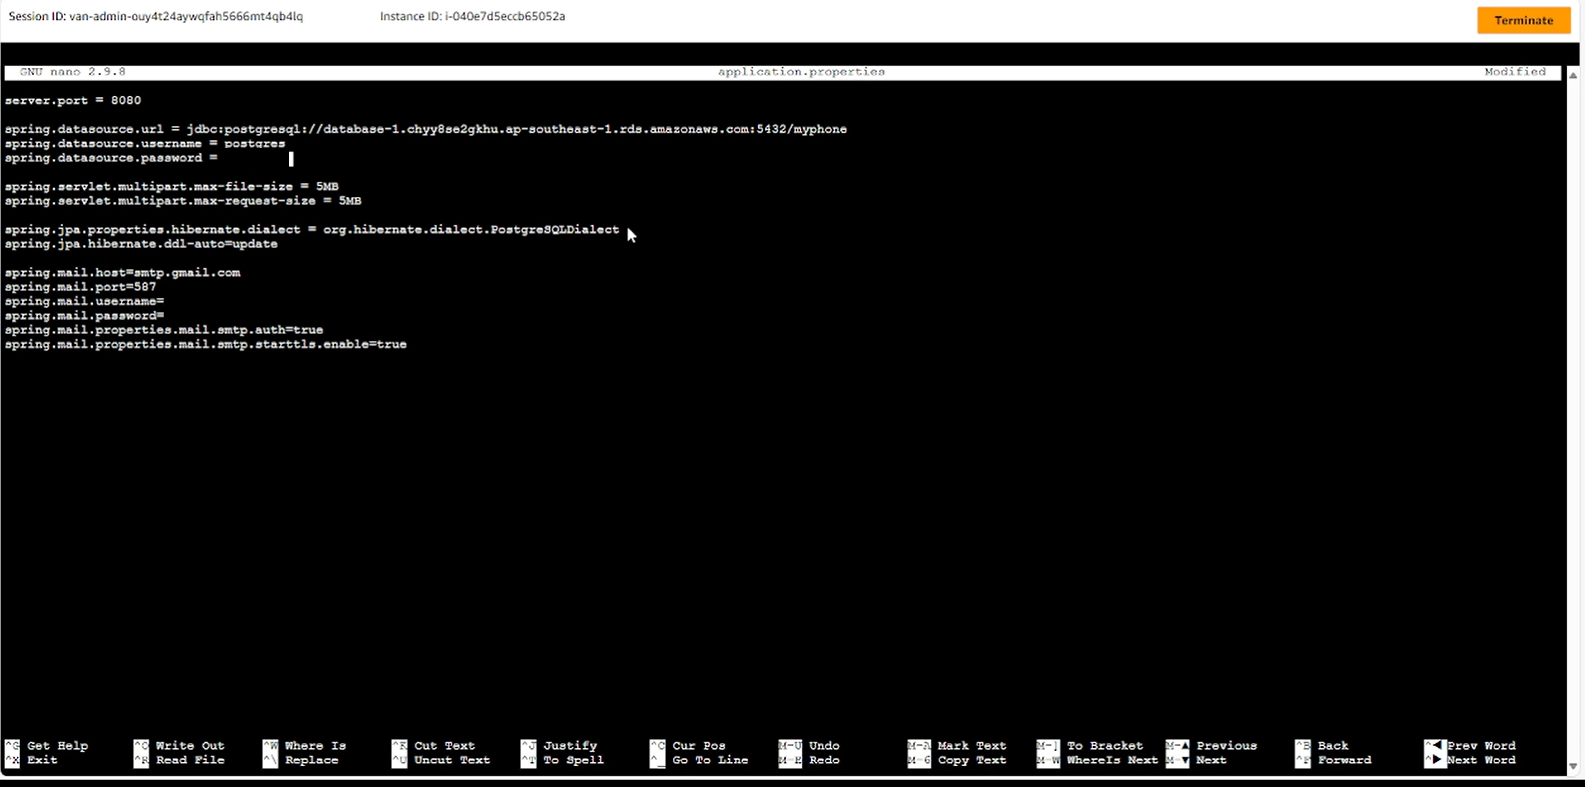 Session ID: van-admin-ouy4t24aywqfah5666mt4qb4lq Instance ID: i-040e7d5eccb65052a Terminate
GNU nano 2.9.8 application.properties Modified
server.port = 8080
spring.datasource.url = jdbc:postgresql://database-1.chyy8se2gkhu.ap-southeast-1.rds.amazonaws.com:5432/myphone
spring.datasource.username = postgres
spring.datasource.password =
spring.servlet.multipart.max-file-size = 5MB
spring.servlet.multipart.max-request-size = 5MB
spring.jpa.properties.hibernate.dialect = org.hibernate.dialect.PostgreSQLDialect
spring.jpa.hibernate.ddl-auto=update
spring.mail.host=smtp.gmail.com
spring.mail.port=587
spring.mail.username=
spring.mail.password=
spring.mail.properties.mail.smtp.auth=true
spring.mail.properties.mail.smtp.starttls.enable=true
^G Get Help ^O Write Out ^W Where Is ^K Cut Text ^J Justify ^C Cur Pos M-U Undo M-A Mark Text M-] To Bracket M-▲ Previous ^B Back ^◀ Prev Word
^X Exit ^R Read File ^\ Replace ^U Uncut Text ^T To Spell ^_ Go To Line M-E Redo M-6 Copy Text M-W WhereIs Next M-▼ Next ^F Forward ^▶ Next Word